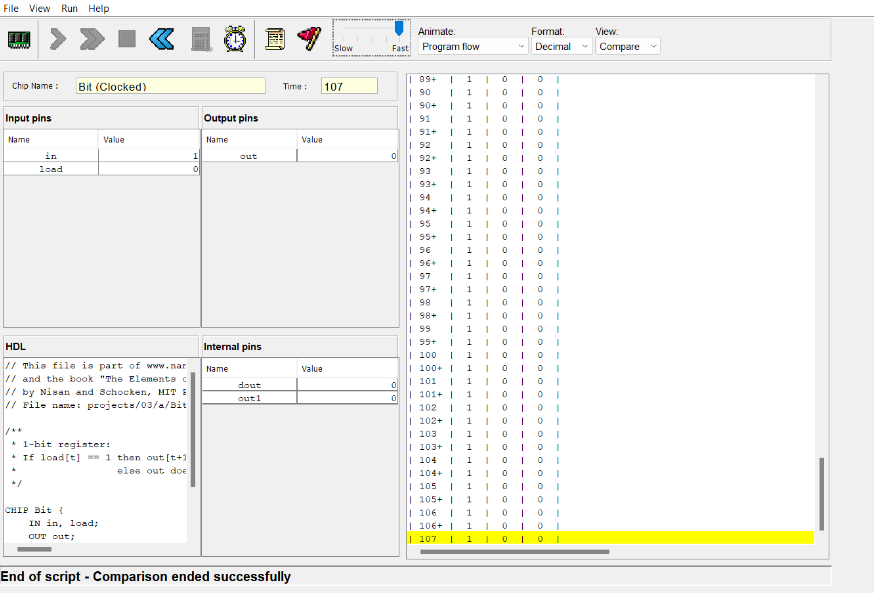 File View Run Help
Animate: Format: View:
Slow Fast Program flow Decimal Compare
Chip Name : Bit (Clocked) Time : 107
Input pins
Name Value
in 1
load 0
Output pins
Name Value
out 0
HDL
// This file is part of www.nan
// and the book "The Elements o
// by Nisan and Schocken, MIT P
// File name: projects/03/a/Bit
/**
* 1-bit register:
* If load[t] == 1 then out[t+1
* else out doe
*/
CHIP Bit {
IN in, load;
OUT out;
Internal pins
Name Value
dout 0
out1 0
| 89+ | 1 | 0 | 0 |
| 90 | 1 | 0 | 0 |
| 90+ | 1 | 0 | 0 |
| 91 | 1 | 0 | 0 |
| 91+ | 1 | 0 | 0 |
| 92 | 1 | 0 | 0 |
| 92+ | 1 | 0 | 0 |
| 93 | 1 | 0 | 0 |
| 93+ | 1 | 0 | 0 |
| 94 | 1 | 0 | 0 |
| 94+ | 1 | 0 | 0 |
| 95 | 1 | 0 | 0 |
| 95+ | 1 | 0 | 0 |
| 96 | 1 | 0 | 0 |
| 96+ | 1 | 0 | 0 |
| 97 | 1 | 0 | 0 |
| 97+ | 1 | 0 | 0 |
| 98 | 1 | 0 | 0 |
| 98+ | 1 | 0 | 0 |
| 99 | 1 | 0 | 0 |
| 99+ | 1 | 0 | 0 |
| 100 | 1 | 0 | 0 |
| 100+ | 1 | 0 | 0 |
| 101 | 1 | 0 | 0 |
| 101+ | 1 | 0 | 0 |
| 102 | 1 | 0 | 0 |
| 102+ | 1 | 0 | 0 |
| 103 | 1 | 0 | 0 |
| 103+ | 1 | 0 | 0 |
| 104 | 1 | 0 | 0 |
| 104+ | 1 | 0 | 0 |
| 105 | 1 | 0 | 0 |
| 105+ | 1 | 0 | 0 |
| 106 | 1 | 0 | 0 |
| 106+ | 1 | 0 | 0 |
| 107 | 1 | 0 | 0 |
End of script - Comparison ended successfully